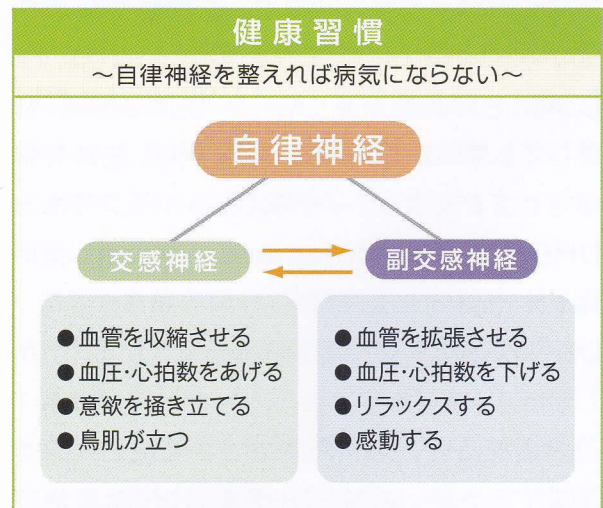 健康習慣
～自律神経を整えれば病気にならない～
自律神経
交感神経
副交感神経
●血管を収縮させる
●血圧・心拍数をあげる
●意欲を掻き立てる
●鳥肌が立つ
●血管を拡張させる
●血圧・心拍数を下げる
●リラックスする
●感動する